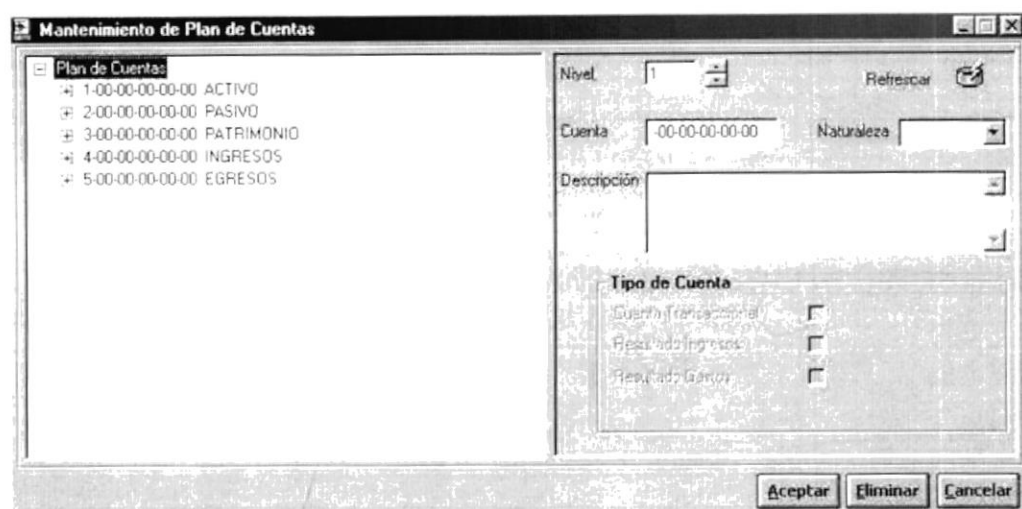 Mantenimiento de Plan de Cuentas
Plan de Cuentas
1-00-00-00-00-00 ACTIVO
2-00-00-00-00-00 PASIVO
3-00-00-00-00-00 PATRIMONIO
4-00-00-00-00-00 INGRESOS
5-00-00-00-00-00 EGRESOS
Nivel 1 Refrescar
Cuenta -00-00-00-00-00 Naturaleza
Descripción
Tipo de Cuenta
Cuenta Transaccional
Resultado Ingresos
Resultado Gastos
Aceptar Eliminar Cancelar